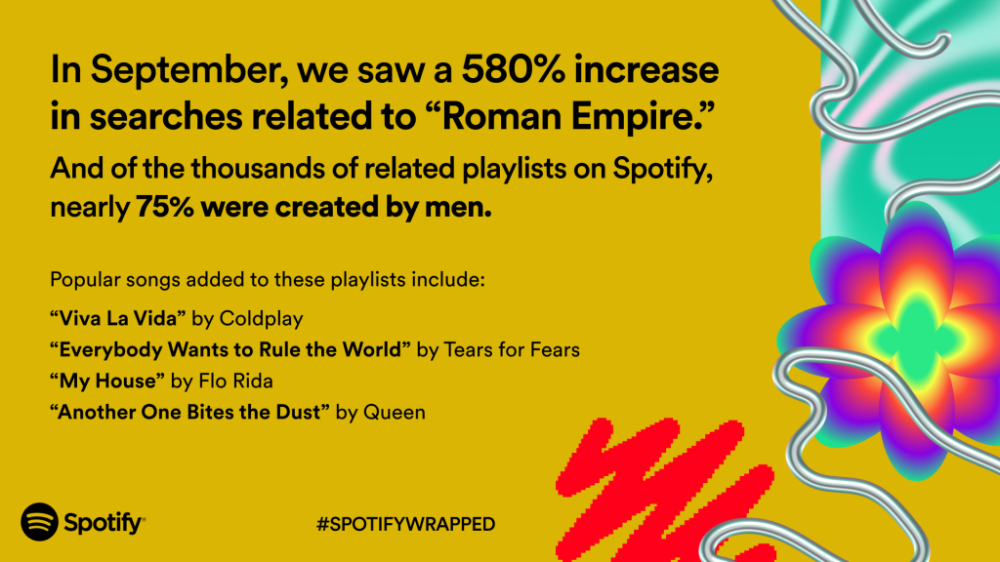 In September, we saw a 580% increase
in searches related to “Roman Empire.”
And of the thousands of related playlists on Spotify,
nearly 75% were created by men.
Popular songs added to these playlists include:
“Viva La Vida” by Coldplay
“Everybody Wants to Rule the World” by Tears for Fears
“My House” by Flo Rida
“Another One Bites the Dust” by Queen
Spotify®
#SPOTIFYWRAPPED